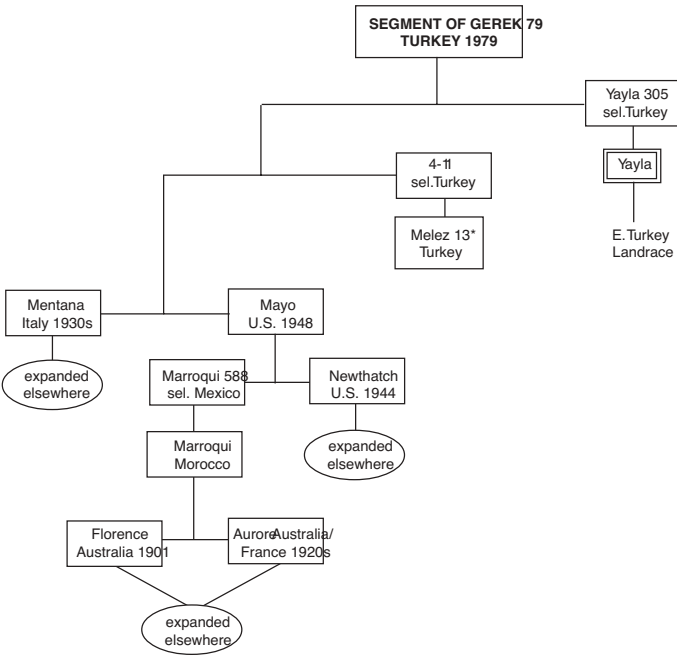 SEGMENT OF GEREK 79
TURKEY 1979
Yayla 305
sel.Turkey
4-11
sel.Turkey
Yayla
Melez 13*
Turkey
E.Turkey
Landrace
Mentana
Italy 1930s
Mayo
U.S. 1948
expanded
elsewhere
Marroqui 588
sel. Mexico
Newthatch
U.S. 1944
Marroqui
Morocco
expanded
elsewhere
Florence
Australia 1901
Aurore Australia/
France 1920s
expanded
elsewhere